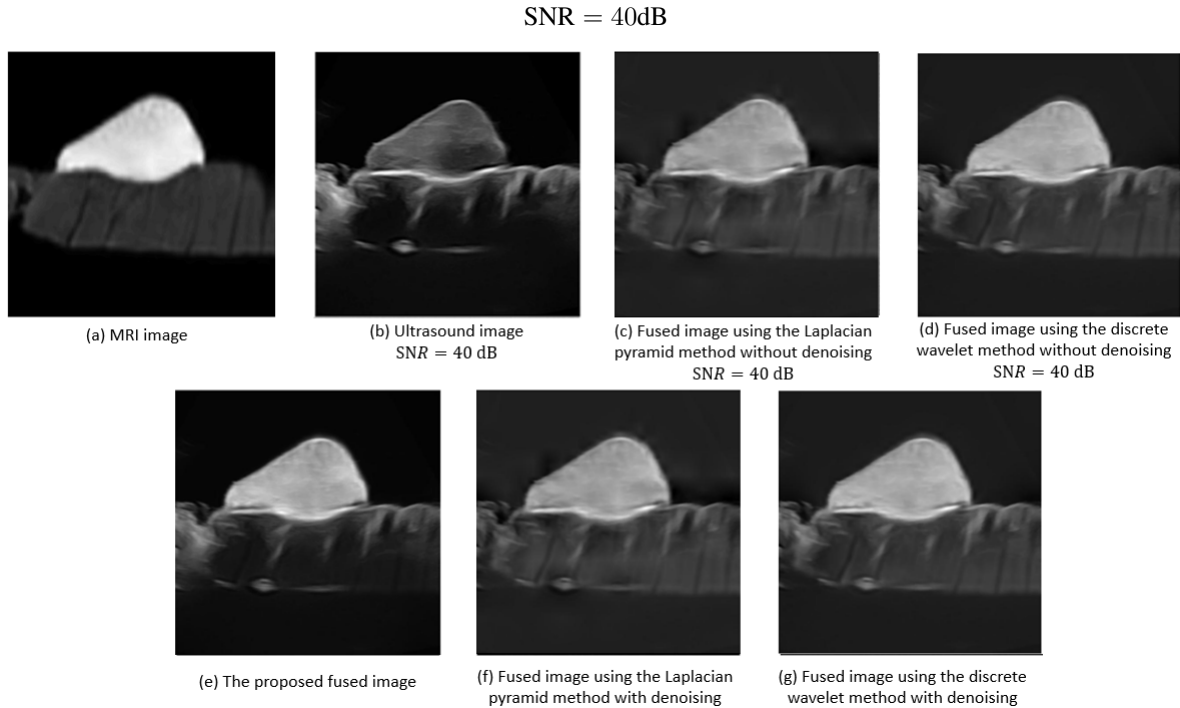 SNR = 40dB
(a) MRI image
(b) Ultrasound image
SNR = 40 dB
(c) Fused image using the Laplacian
pyramid method without denoising
SNR = 40 dB
(d) Fused image using the discrete
wavelet method without denoising
SNR = 40 dB
(e) The proposed fused image
(f) Fused image using the Laplacian
pyramid method with denoising
(g) Fused image using the discrete
wavelet method with denoising